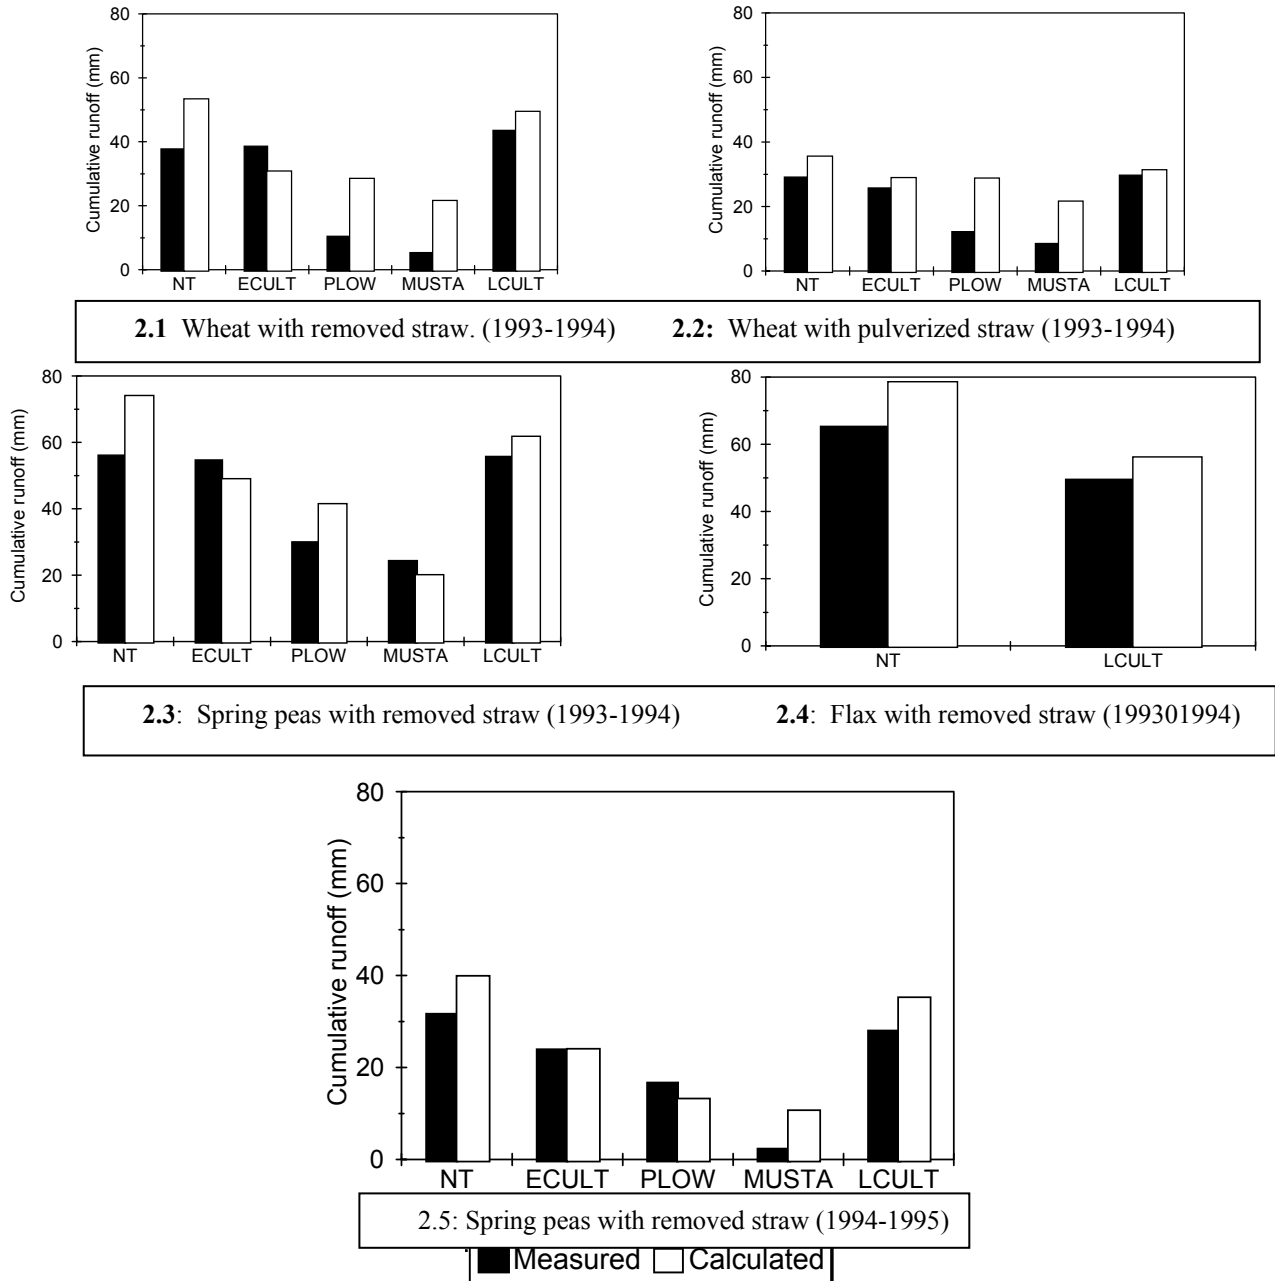 80
60
40
20
0
Cumulative runoff (mm)
NT ECULT PLOW MUSTA LCULT
80
60
40
20
0
Cumulative runoff (mm)
NT ECULT PLOW MUSTA LCULT
2.1 Wheat with removed straw. (1993-1994) 2.2: Wheat with pulverized straw (1993-1994)
80
60
40
20
0
Cumulative runoff (mm)
NT ECULT PLOW MUSTA LCULT
80
60
40
20
0
Cumulative runoff (mm)
NT LCULT
2.3: Spring peas with removed straw (1993-1994) 2.4: Flax with removed straw (199301994)
80
60
40
20
0
Cumulative runoff (mm)
NT ECULT PLOW MUSTA LCULT
2.5: Spring peas with removed straw (1994-1995)
Measured Calculated